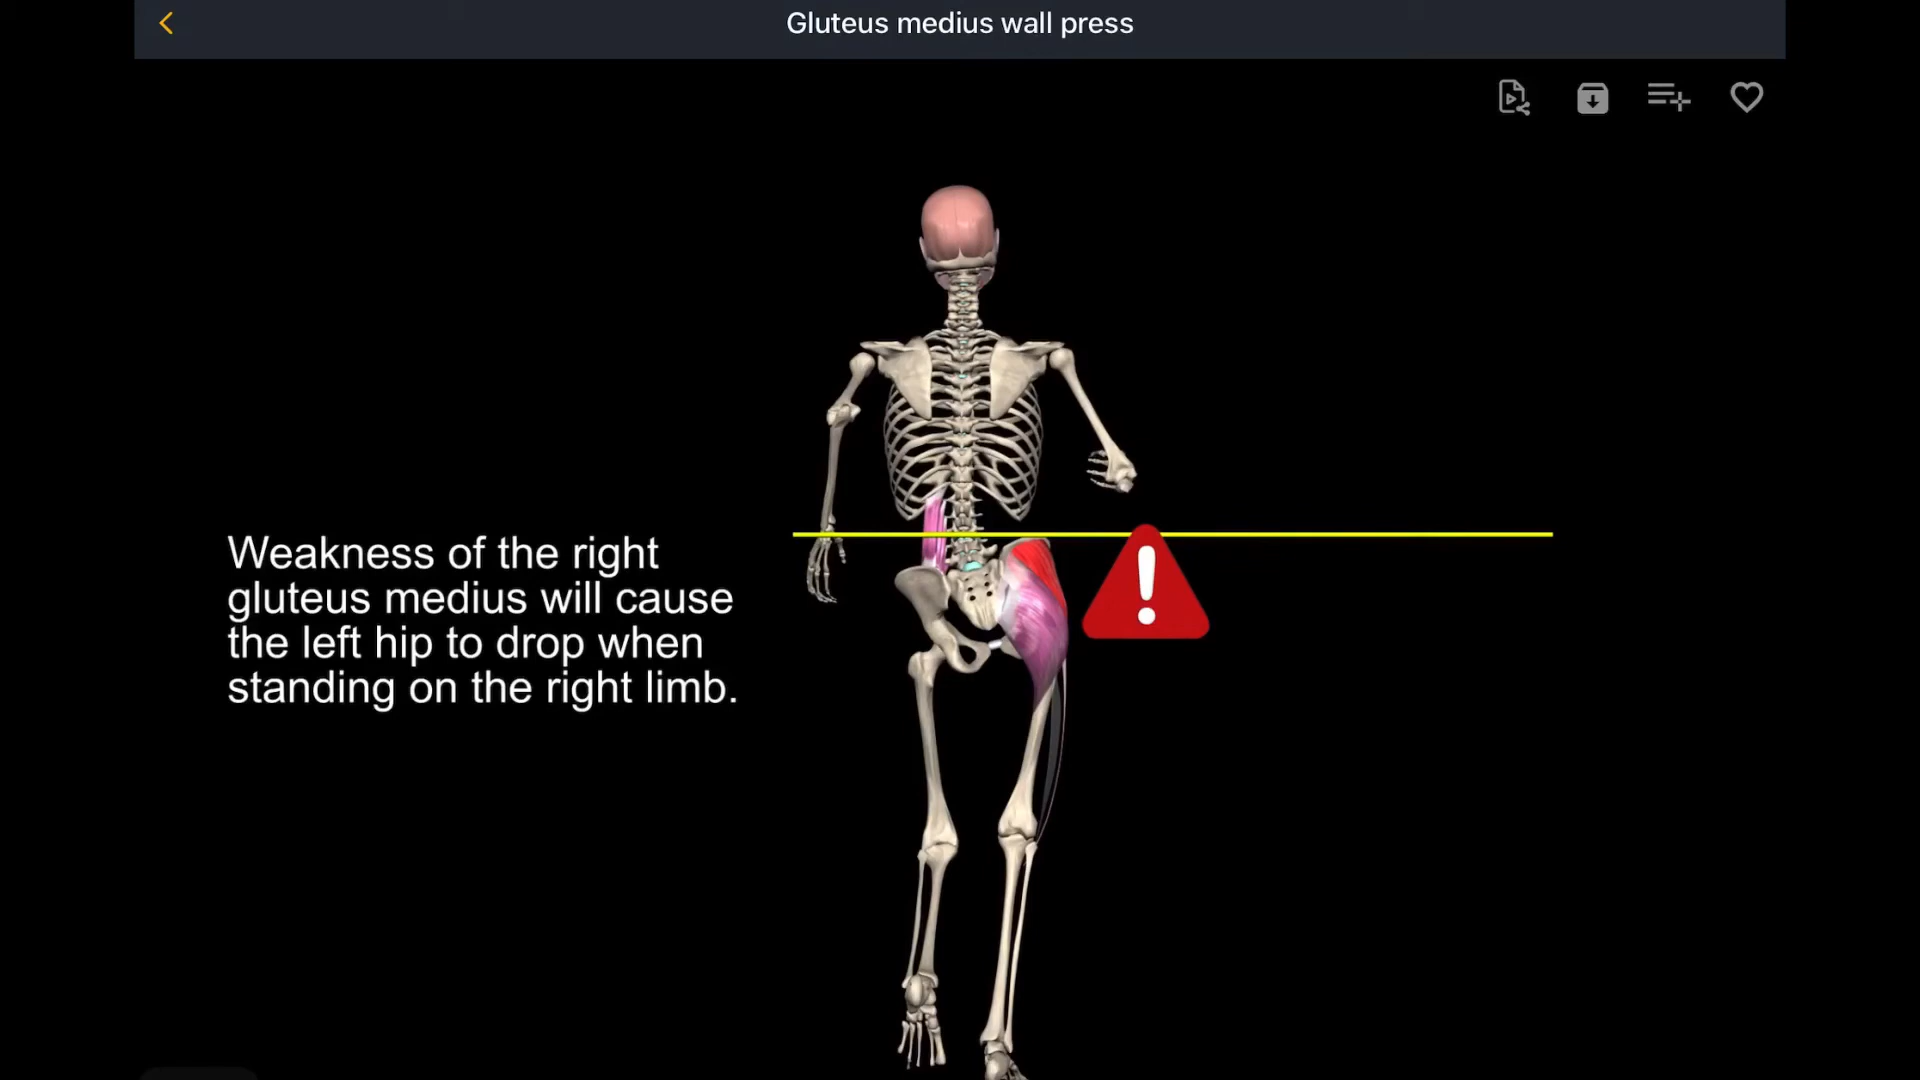 Gluteus medius wall press
Weakness of the right
gluteus medius will cause
the left hip to drop when
standing on the right limb.